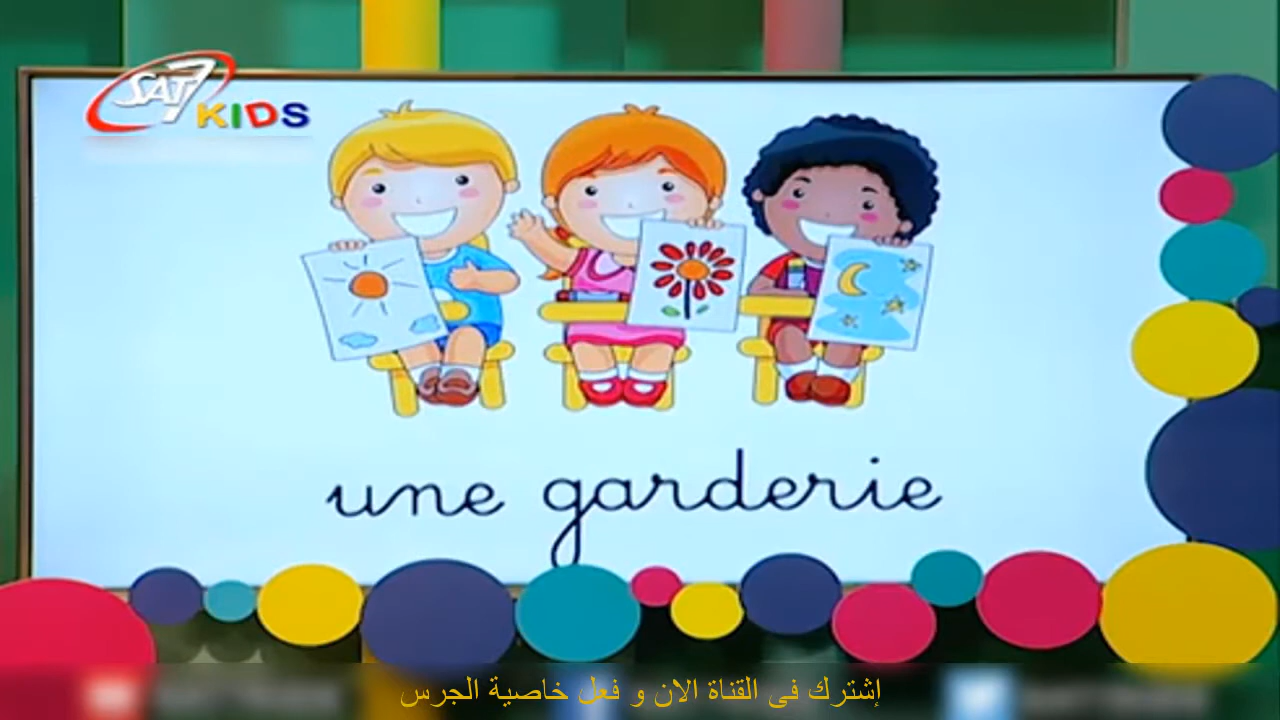 SAT7 KIDS
une garderie
إشترك فى القناة الان و فعل خاصية الجرس